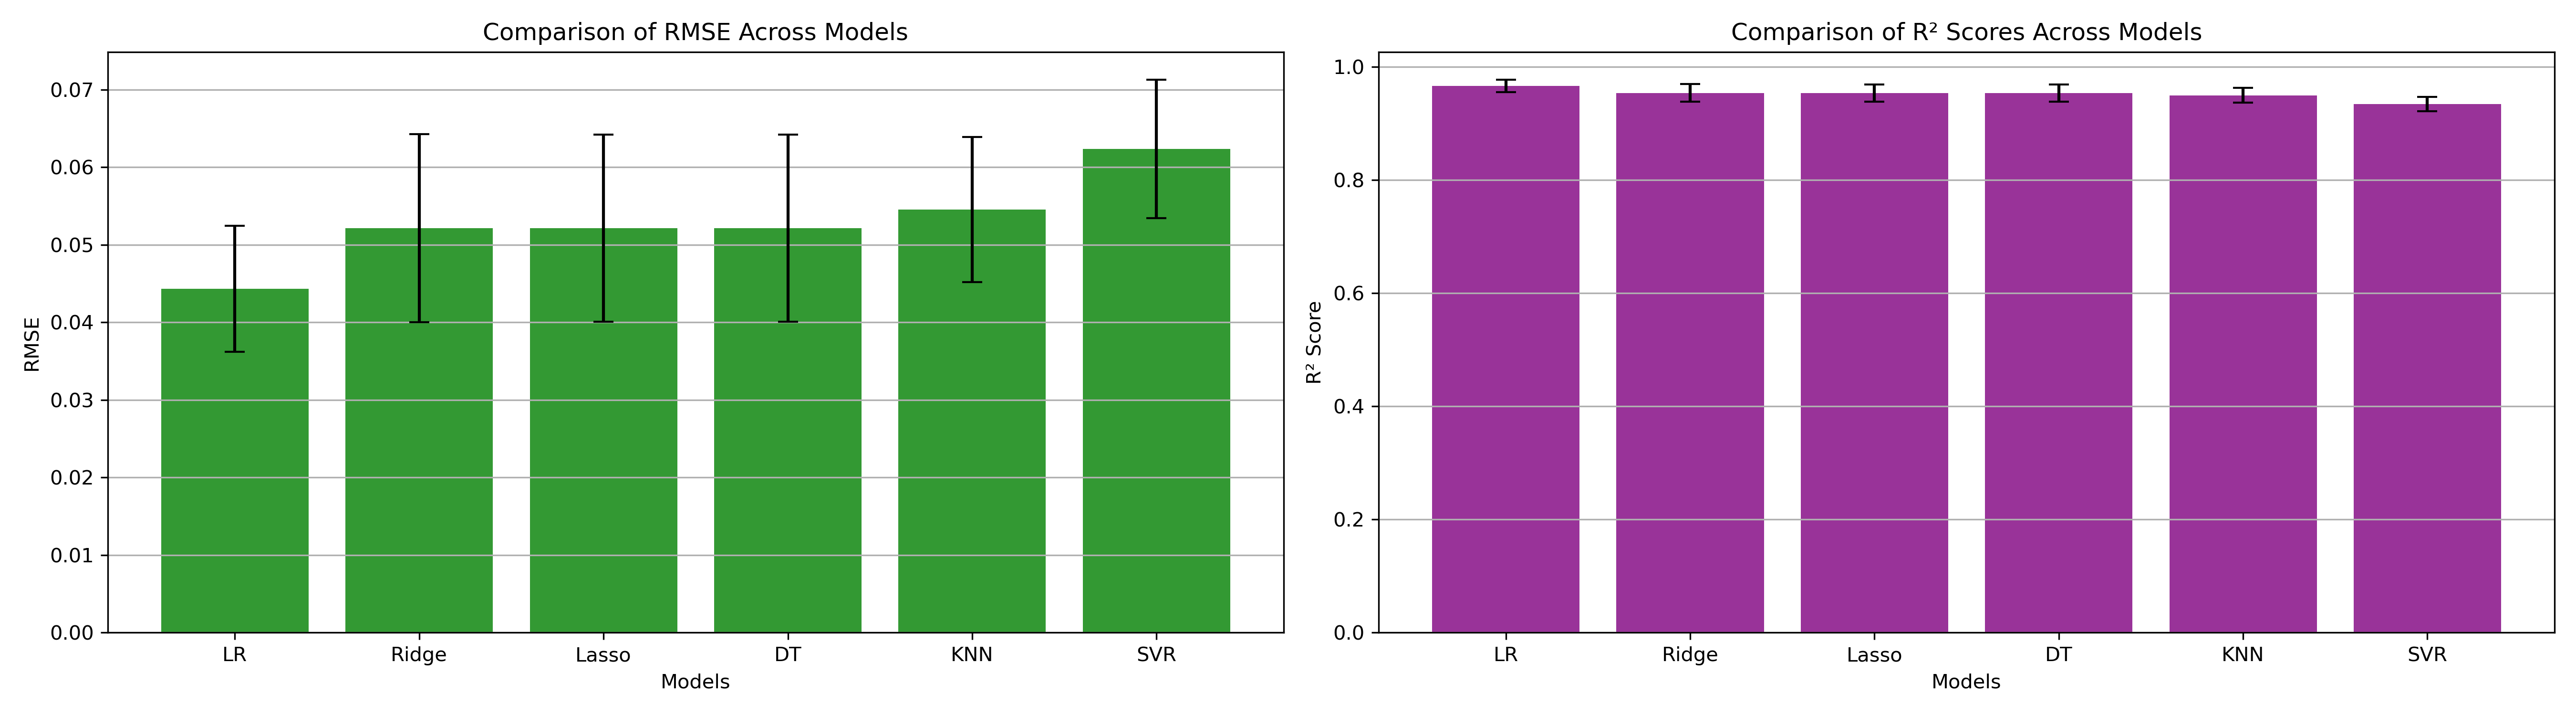 Comparison of RMSE Across Models
0.07
0.06
0.05
0.04
0.03
0.02
0.01
0.00
RMSE
LR Ridge Lasso DT KNN SVR
Models
Comparison of R² Scores Across Models
1.0
0.8
0.6
0.4
0.2
0.0
R² Score
LR Ridge Lasso DT KNN SVR
Models